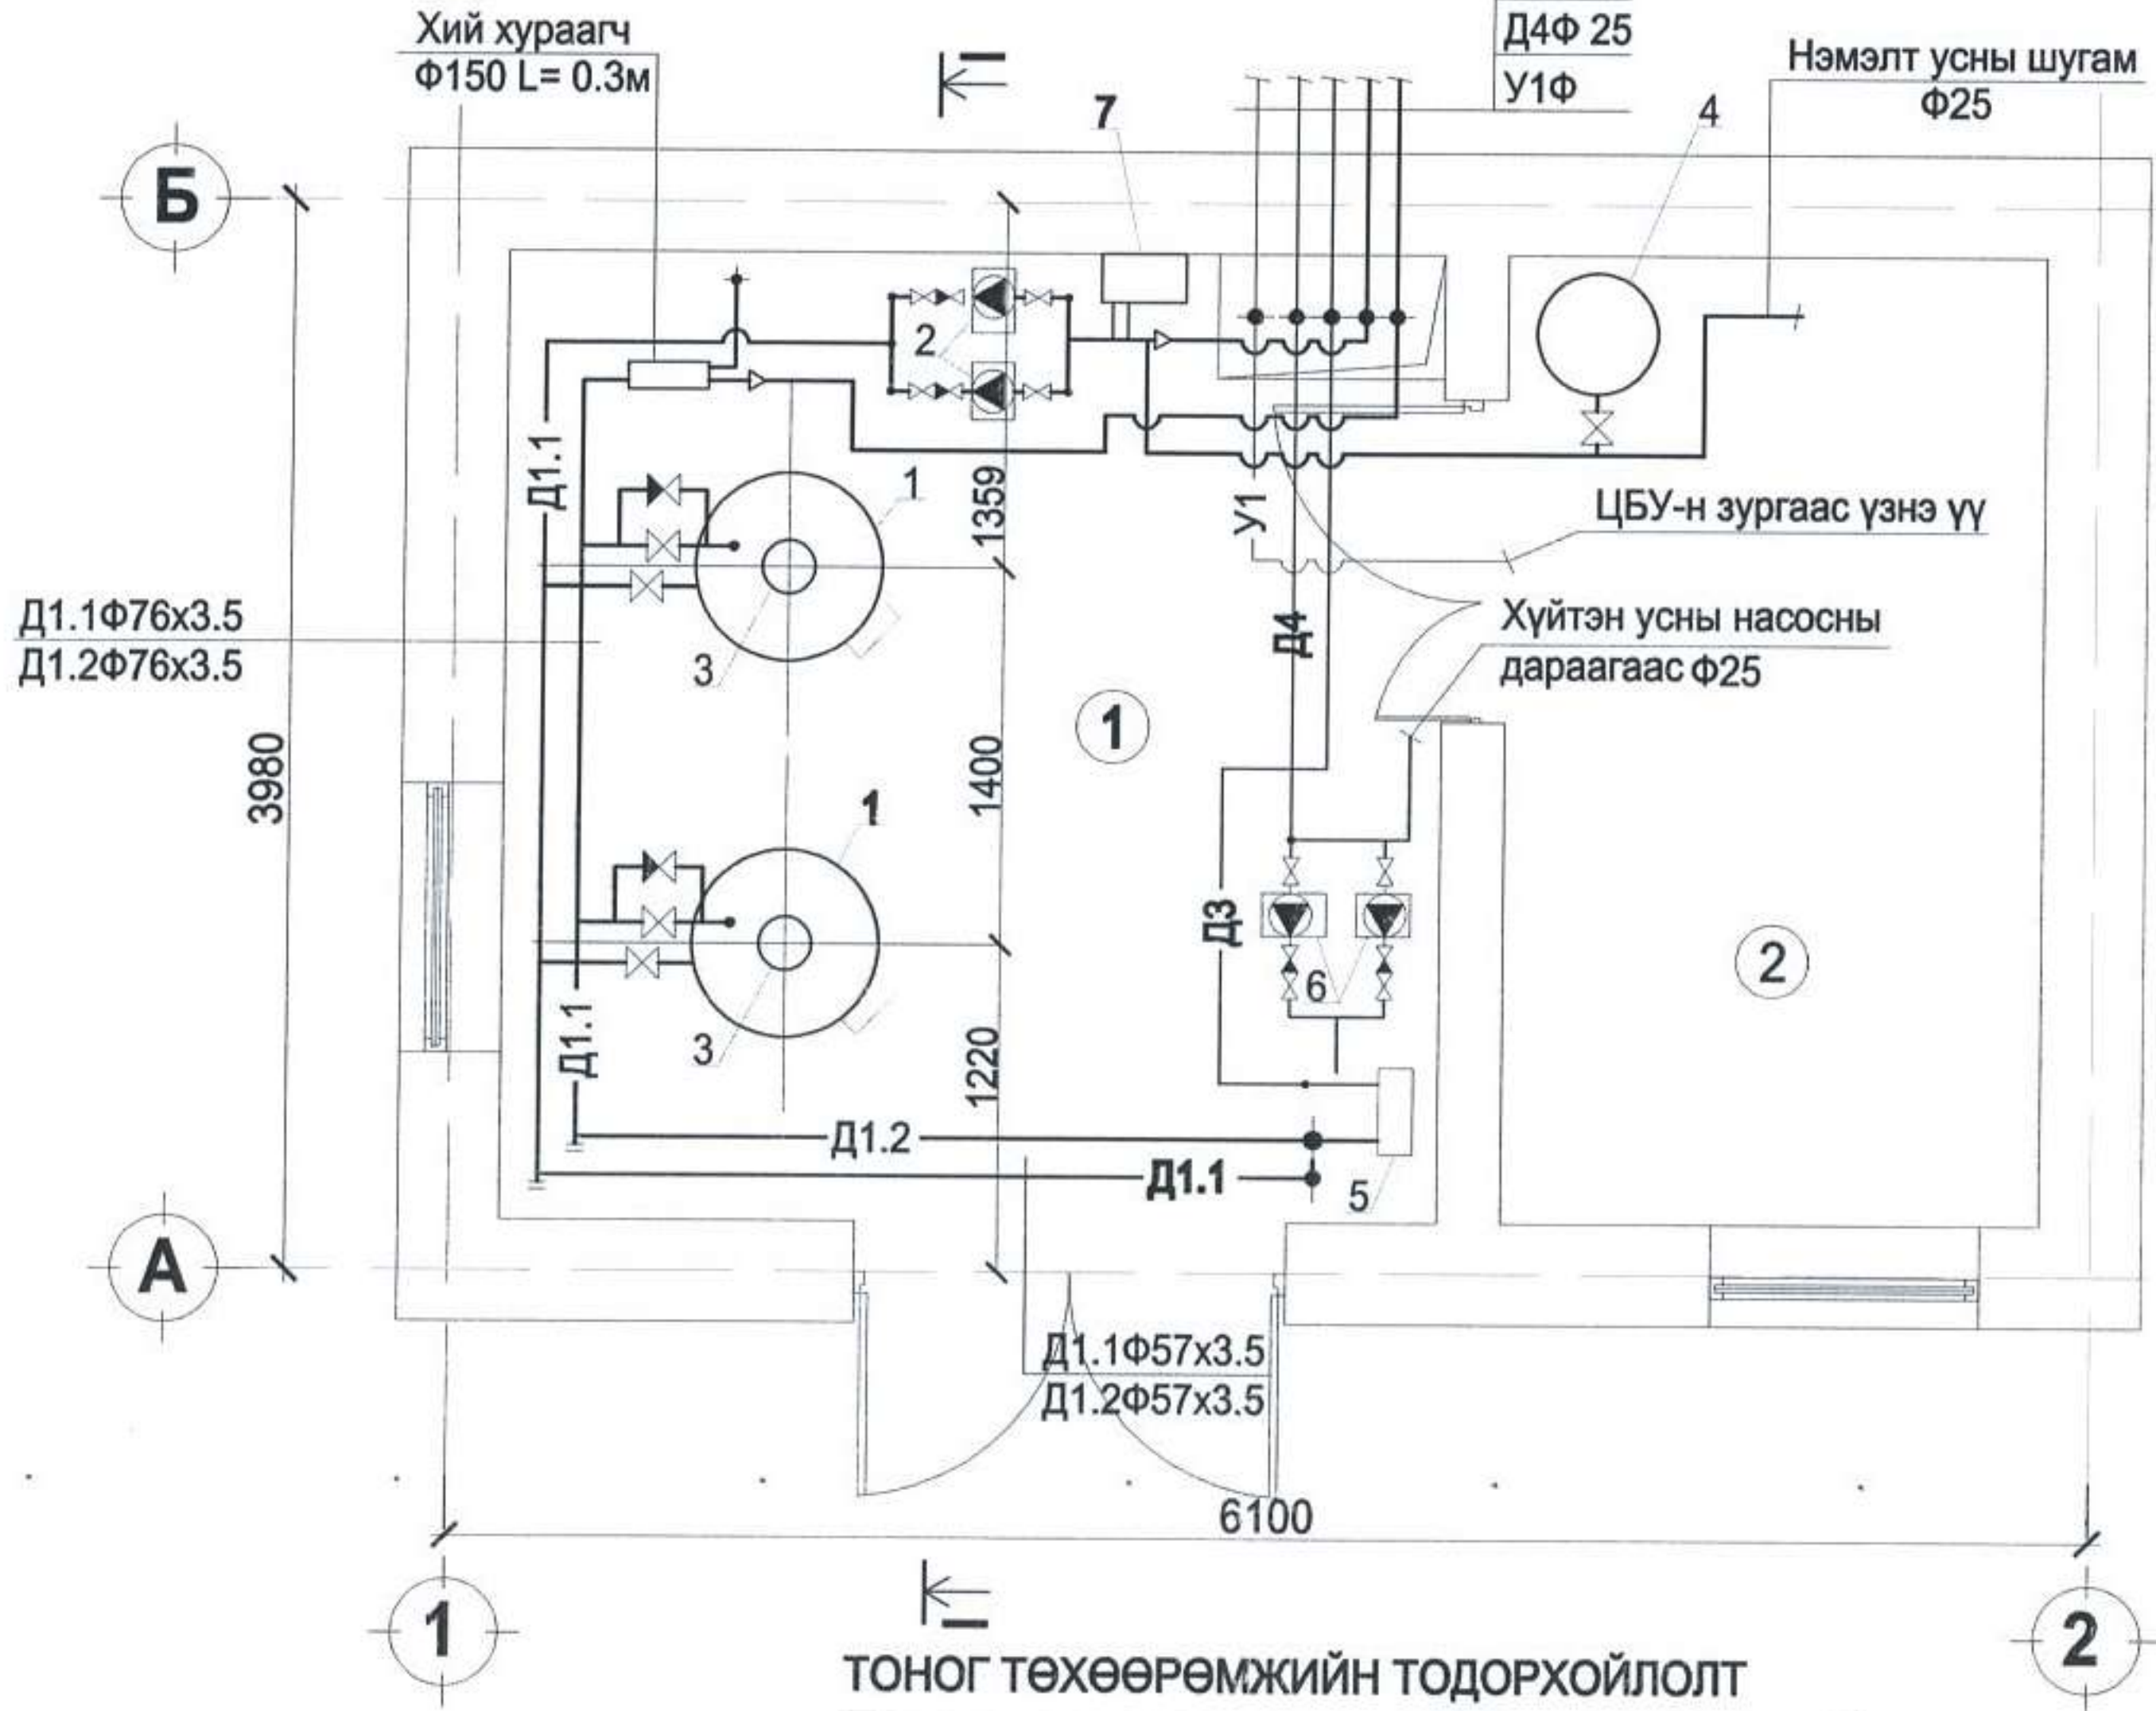 Хий хураагч
Ф150 L= 0.3м
Д4Ф 25
У1Ф
Нэмэлт усны шугам
Ф25
7
4
Б
2
Д1.1
1
1359
У1
ЦБУ-н зургаас үзнэ үү
Д1.1Ф76х3.5
Д1.2Ф76х3.5
3
Д4
Хүйтэн усны насосны
дараагаас Ф25
1
3980
1400
1
Д3
6
2
Д1.1
3
1220
Д1.2
Д1.1
5
А
Д1.1Ф57х3.5
Д1.2Ф57х3.5
6100
I
I
1
2
ТОНОГ ТӨХӨӨРӨМЖИЙН ТОДОРХОЙЛОЛТ